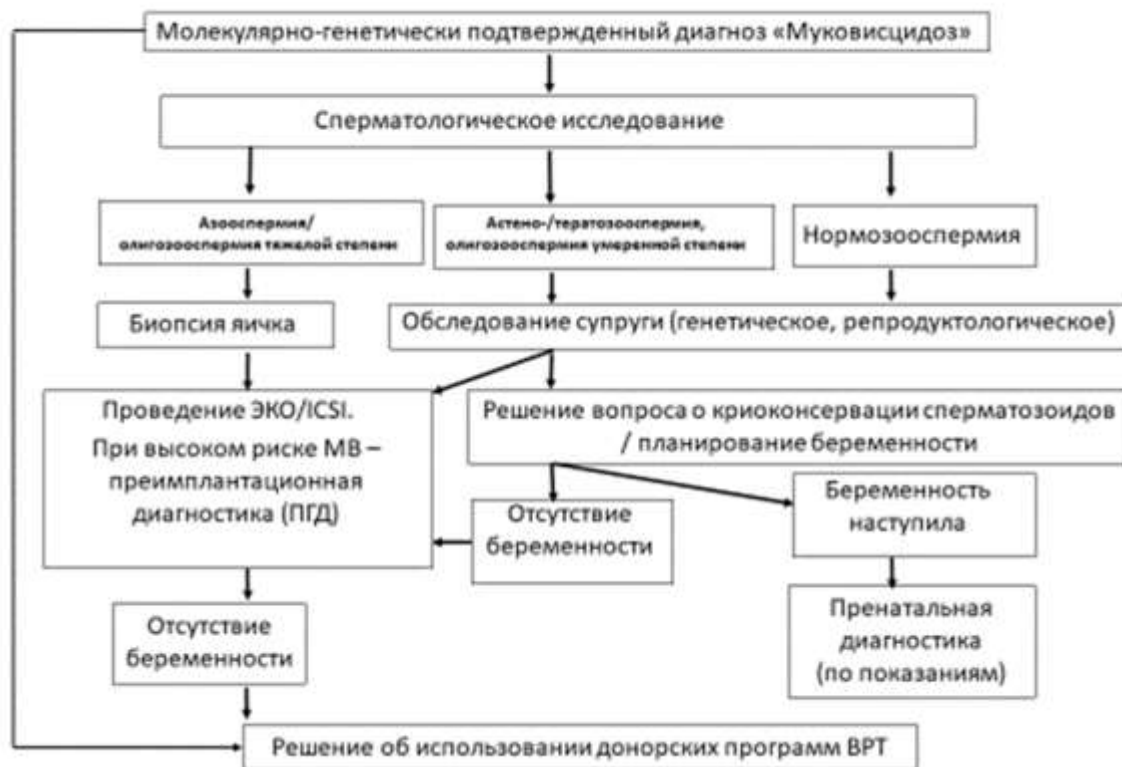 Молекулярно-генетически подтвержденный диагноз «Муковисцидоз»
Сперматологическое исследование
Азооспермия/
олигозооспермия тяжелой степени
Астено-/тератозооспермия,
олигозооспермия умеренной степени
Нормозооспермия
Биопсия яичка
Обследование супруги (генетическое, репродуктологическое)
Проведение ЭКО/ICSI.
При высоком риске МВ –
преимплантационная
диагностика (ПГД)
Решение вопроса о криоконсервации сперматозоидов
/ планирование беременности
Отсутствие
беременности
Беременность
наступила
Отсутствие
беременности
Пренатальная
диагностика
(по показаниям)
Решение об использовании донорских программ ВРТ